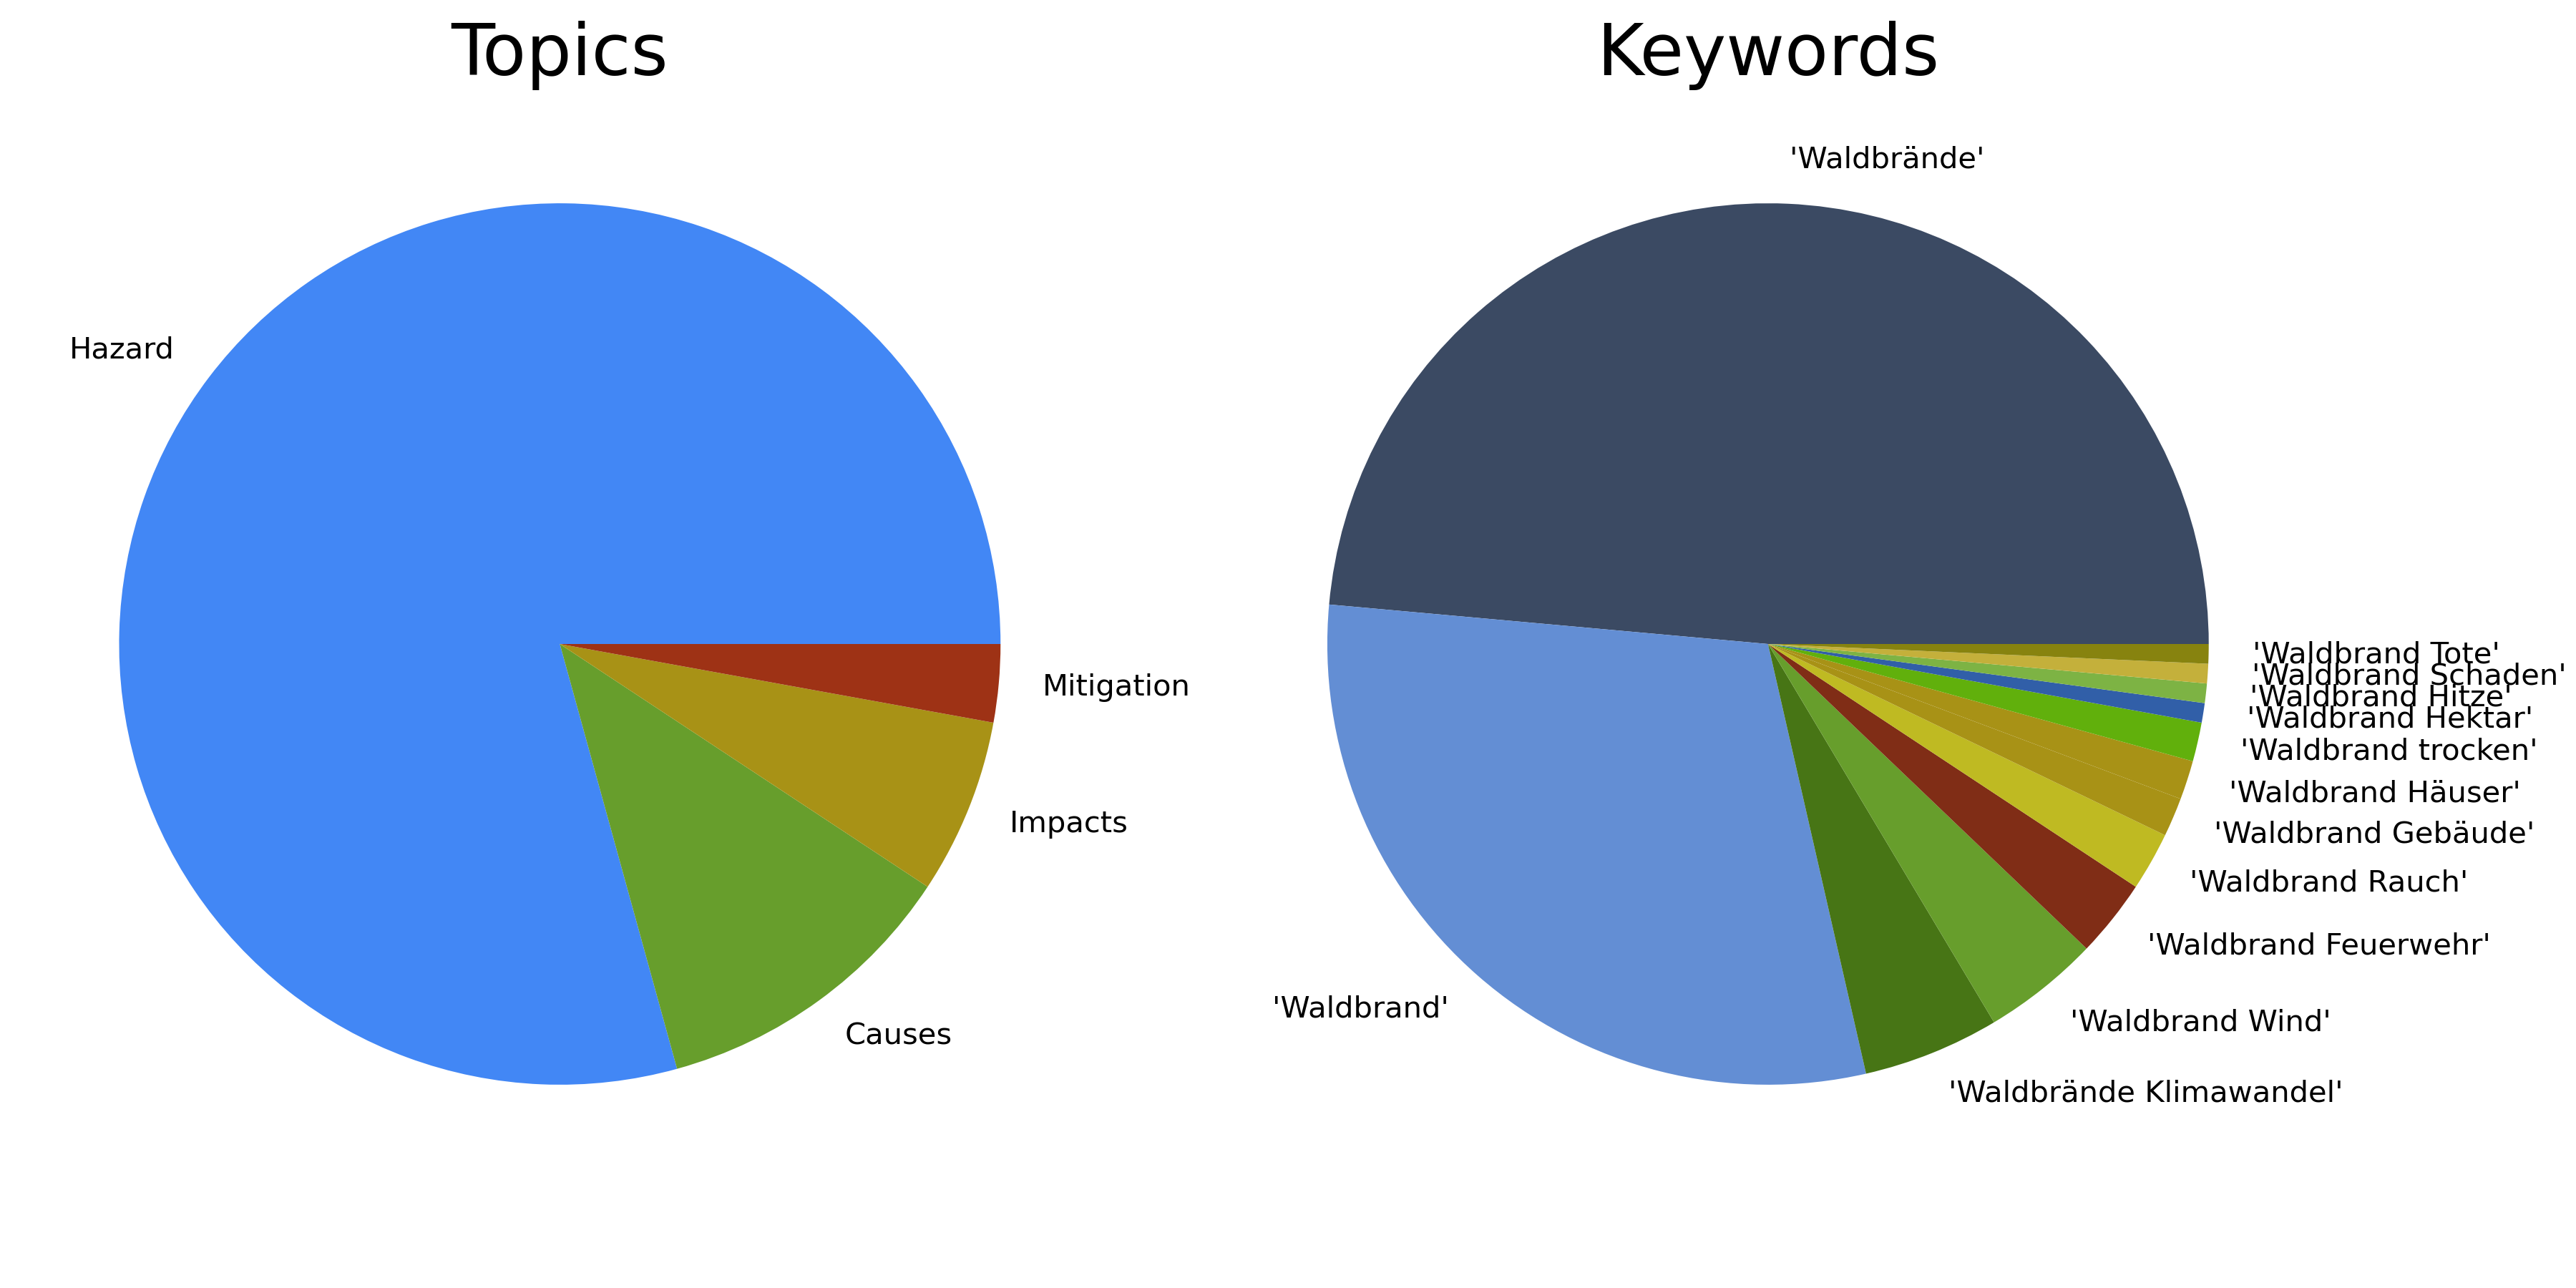 Topics
Hazard
Mitigation
Impacts
Causes
Keywords
'Waldbrände'
'Waldbrand Tote'
'Waldbrand Schaden'
'Waldbrand Hitze'
'Waldbrand Hektar'
'Waldbrand trocken'
'Waldbrand Häuser'
'Waldbrand Gebäude'
'Waldbrand Rauch'
'Waldbrand Feuerwehr'
'Waldbrand'
'Waldbrand Wind'
'Waldbrände Klimawandel'